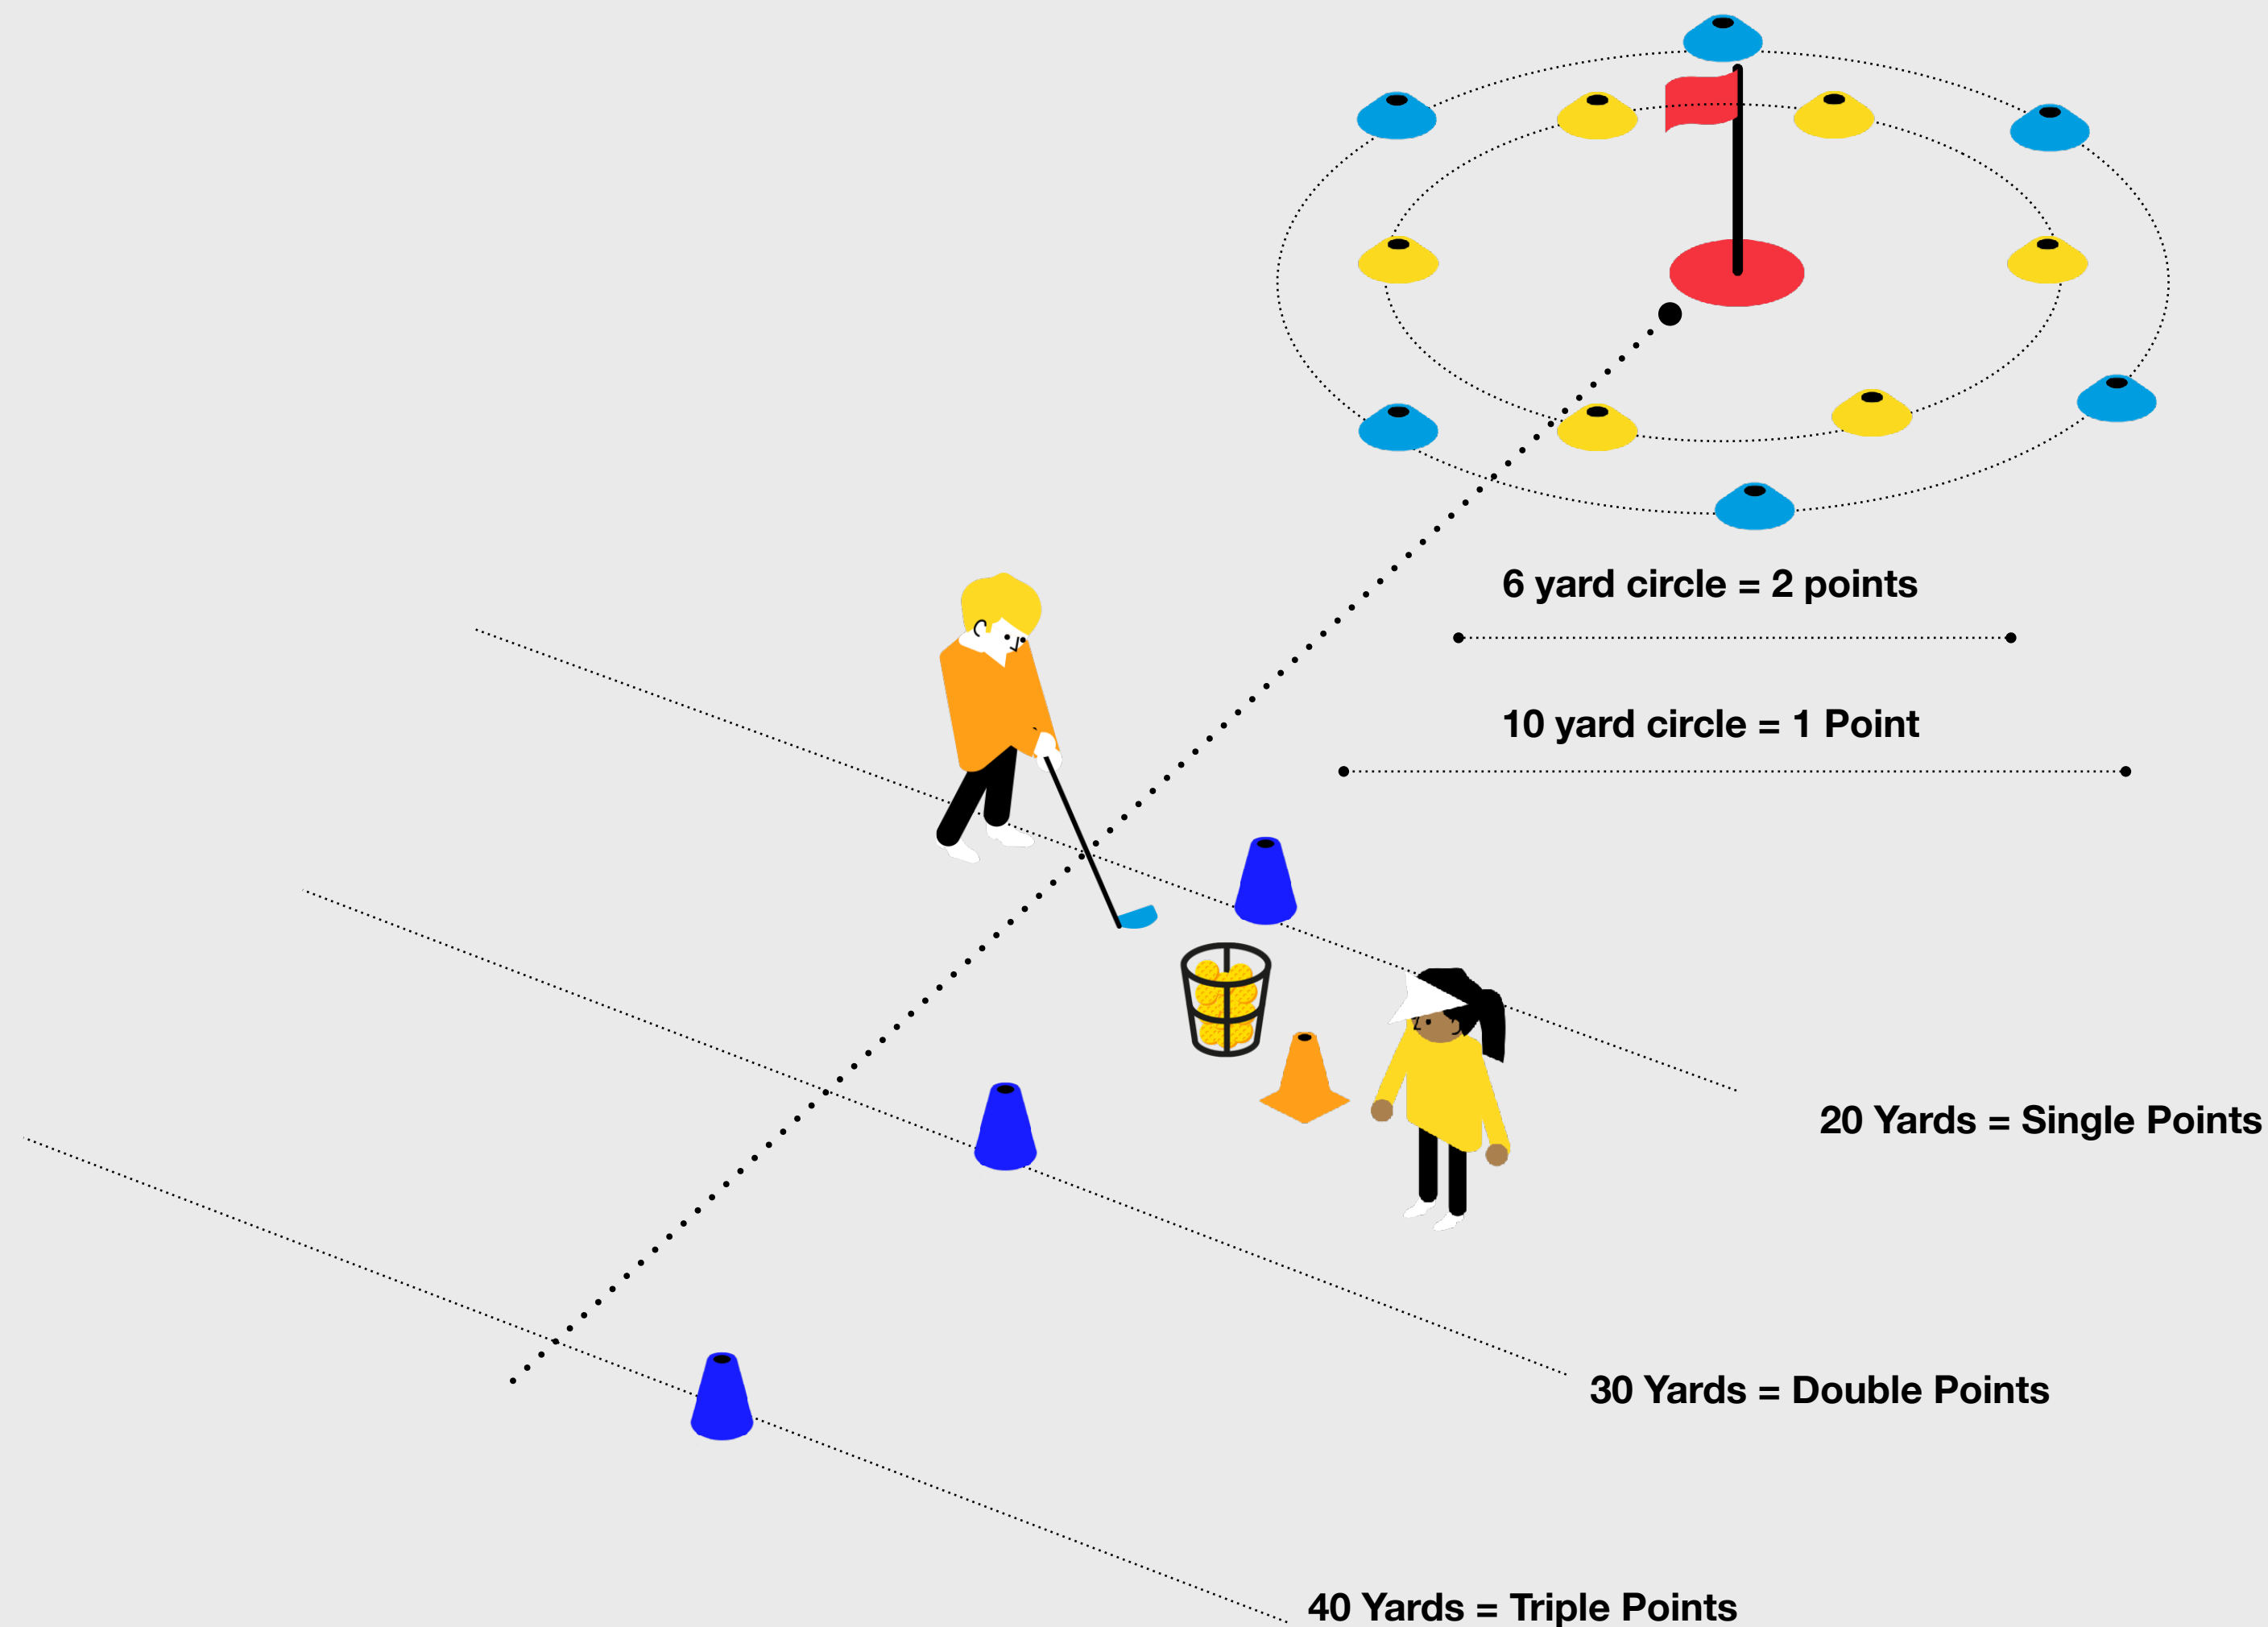 6 yard circle = 2 points
10 yard circle = 1 Point
20 Yards = Single Points
30 Yards = Double Points
40 Yards = Triple Points